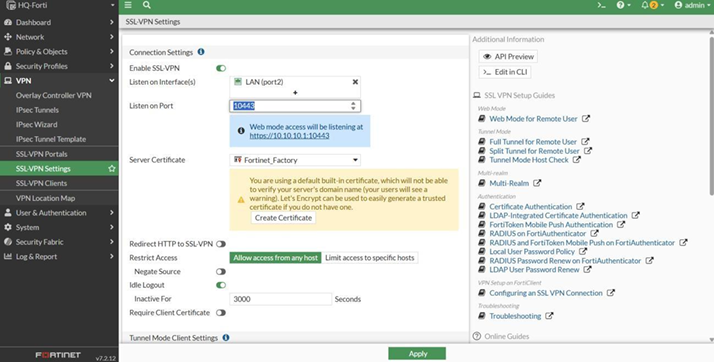 HQ-Forti
admin
2
Dashboard
Network
Policy & Objects
Security Profiles
VPN
Overlay Controller VPN
IPsec Tunnels
IPsec Wizard
IPsec Tunnel Template
SSL-VPN Portals
SSL-VPN Settings
SSL-VPN Clients
VPN Location Map
User & Authentication
System
Security Fabric
Log & Report
FORTINET
v7.2.12
SSL-VPN Settings
Connection Settings
Enable SSL-VPN
Listen on Interface(s)
LAN (port2)
+
Listen on Port
10443
Web mode access will be listening at
https://10.10.10.1:10443
Server Certificate
Fortinet_Factory
You are using a default built-in certificate, which will not be able
to verify your server's domain name (your users will see a
warning). Let's Encrypt can be used to easily generate a trusted
certificate if you do not have one.
Create Certificate
Redirect HTTP to SSL-VPN
Restrict Access
Allow access from any host
Limit access to specific hosts
Negate Source
Idle Logout
Inactive For
3000
Seconds
Require Client Certificate
Tunnel Mode Client Settings
Apply
Additional Information
API Preview
>_ Edit in CLI
SSL VPN Setup Guides
Web Mode
Web Mode for Remote User
Tunnel Mode
Full Tunnel for Remote User
Split Tunnel for Remote User
Tunnel Mode Host Check
Multi-realm
Multi-Realm
Authentication
Certificate Authentication
LDAP-Integrated Certificate Authentication
FortiToken Mobile Push Authentication
RADIUS on FortiAuthenticator
RADIUS and FortiToken Mobile Push on FortiAuthenticator
Local User Password Policy
RADIUS Password Renew on FortiAuthenticator
LDAP User Password Renew
VPN Setup on FortiClient
Configuring an SSL VPN Connection
Troubleshooting
Troubleshooting
Online Guides